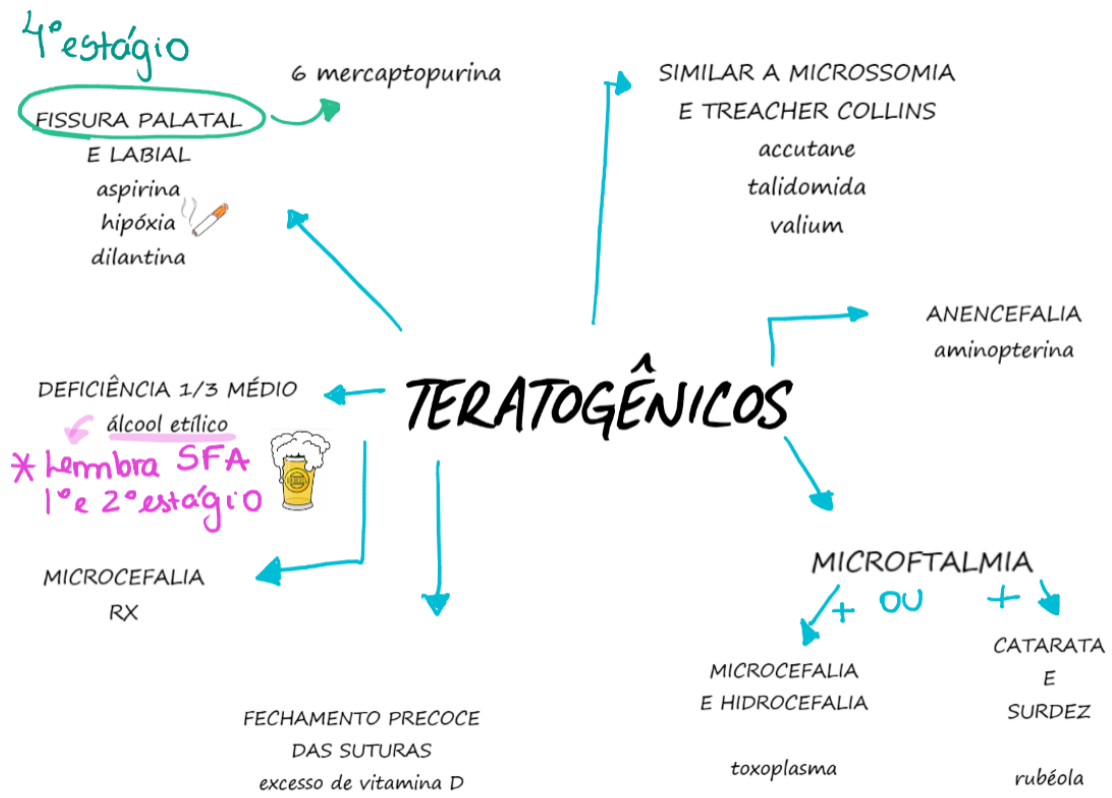 4º estágio
FISSURA PALATAL
E LABIAL
aspirina
hipóxia
dilantina
6 mercaptopurina
SIMILAR A MICROSSOMIA
E TREACHER COLLINS
accutane
talidomida
valium
ANENCEFALIA
aminopterina
TERATOGÊNICOS
DEFICIÊNCIA 1/3 MÉDIO
álcool etílico
* Lembra SFA
1º e 2º estágio
MICROCEFALIA
RX
FECHAMENTO PRECOCE
DAS SUTURAS
excesso de vitamina D
MICROFTALMIA
+ OU +
MICROCEFALIA
E HIDROCEFALIA
toxoplasma
CATARATA
E
SURDEZ
rubéola